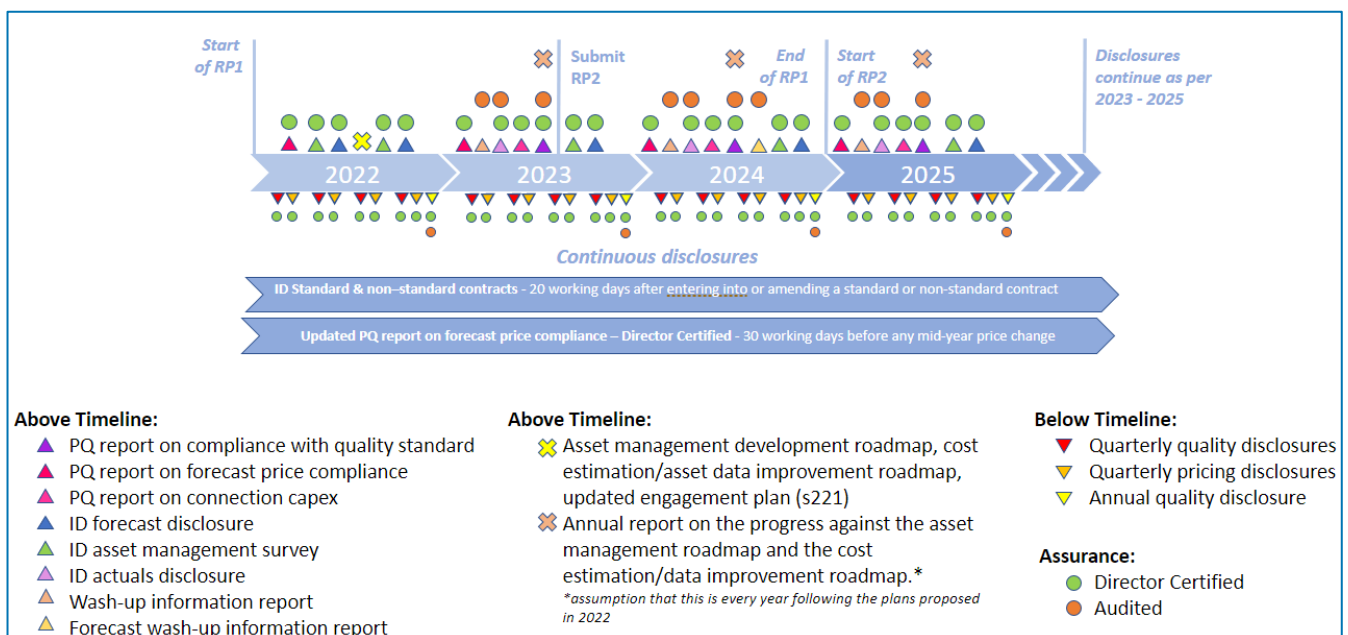 Start
of RP1
Submit
RP2
End
of RP1
Start
of RP2
Disclosures
continue as per
2023 - 2025
2022
2023
2024
2025
Continuous disclosures
ID Standard & non–standard contracts - 20 working days after entering into or amending a standard or non-standard contract
Updated PQ report on forecast price compliance – Director Certified - 30 working days before any mid-year price change
Above Timeline:
PQ report on compliance with quality standard
PQ report on forecast price compliance
PQ report on connection capex
ID forecast disclosure
ID asset management survey
ID actuals disclosure
Wash-up information report
Forecast wash-up information report
Above Timeline:
Asset management development roadmap, cost
estimation/asset data improvement roadmap,
updated engagement plan (s221)
Annual report on the progress against the asset
management roadmap and the cost
estimation/data improvement roadmap.*
*assumption that this is every year following the plans proposed
in 2022
Below Timeline:
Quarterly quality disclosures
Quarterly pricing disclosures
Annual quality disclosure
Assurance:
Director Certified
Audited